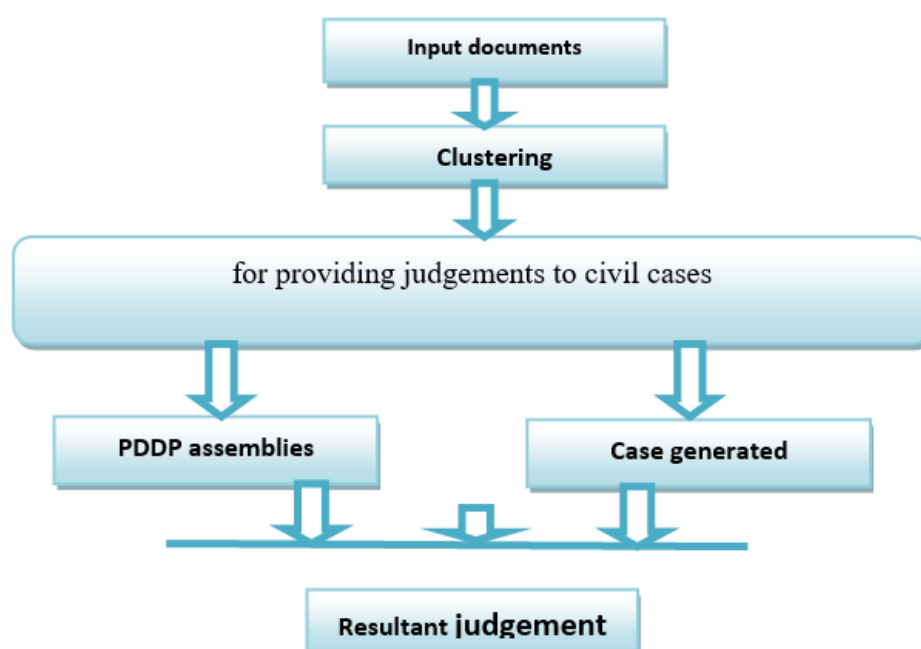 Input documents
Clustering
for providing judgements to civil cases
PDDP assemblies
Case generated
Resultant judgement